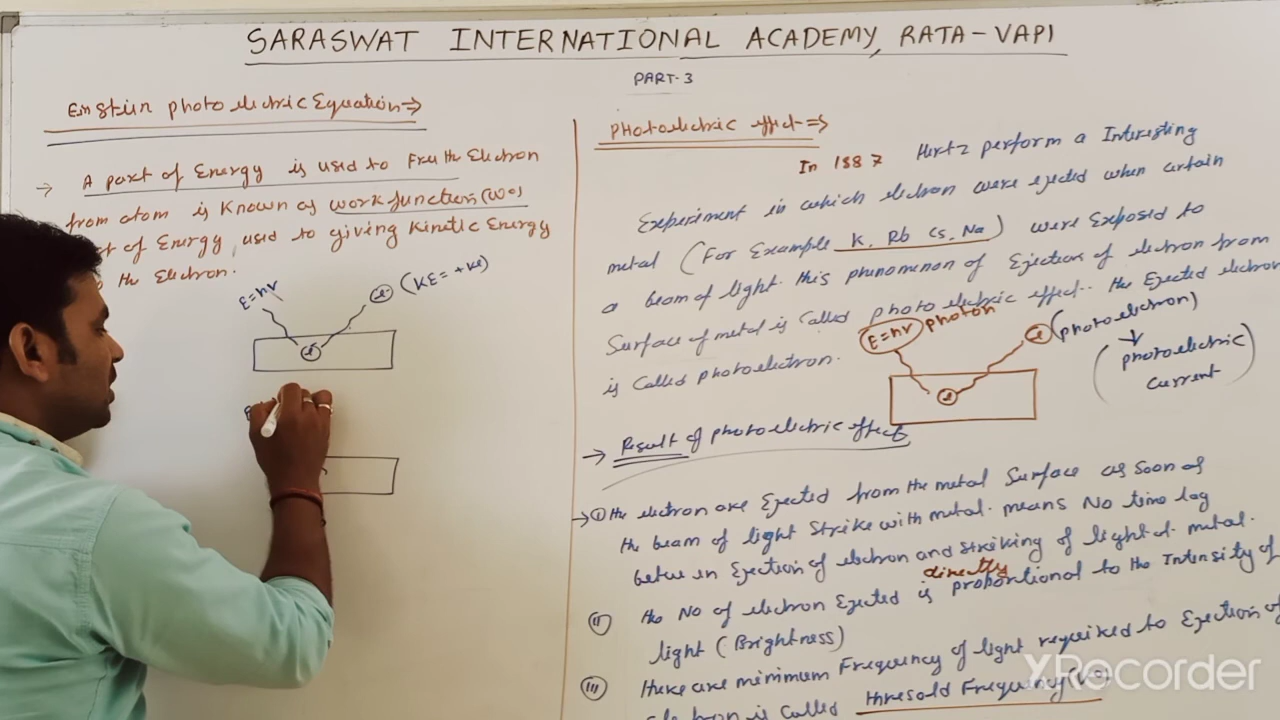 SARASWAT INTERNATIONAL ACADEMY, RATA-VAPI
PART-3
Einstein photoelectric Equation→
→ A part of Energy is used to Free the Electron
from atom is known as work function (W₀)
of Energy used to giving Kinetic Energy
the Electron.
E=hν
e (KE=+Ve)
e
PHotoelectric effect ⇒
In 1887 Hertz perform a Interesting
Experiment in which electron were ejected when certain
metal (For Example K, Rb Cs, Na) were Exposed to
a beam of light. this phenomenon of Ejection of electron from
Surface of metal is called photo electric effect. the Ejected electron
is called photoelectron.
E=hν photon
e (photoelectron)
↓
(photoelectric
current)
e
→ Result of photoelectric effect
→ (i) the electron are Ejected from the metal Surface as soon as
the beam of light strike with metal. means No time lag
between Ejection of electron and striking of light at metal.
directly
(ii) the No of electron Ejected is proportional to the Intensity of
light (Brightness)
(iii) There are minimum Frequency of light required to Ejection of
electron is called thresold Frequency (ν₀)
XRecorder